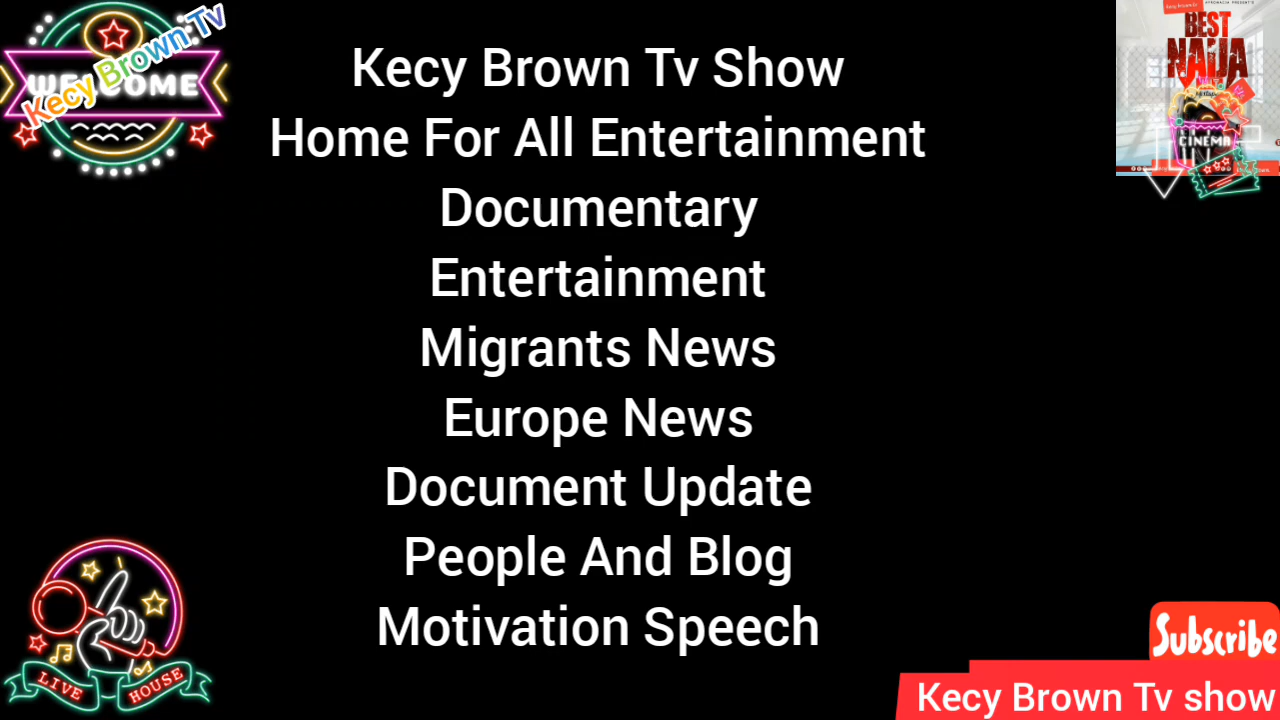 WELCOME
Kecy Brown Tv
Kecy Brown Tv Show
Home For All Entertainment
Documentary
Entertainment
Migrants News
Europe News
Document Update
People And Blog
Motivation Speech
BEST
NAIJA
CINEMA
LIVE HOUSE
Subscribe
Kecy Brown Tv show